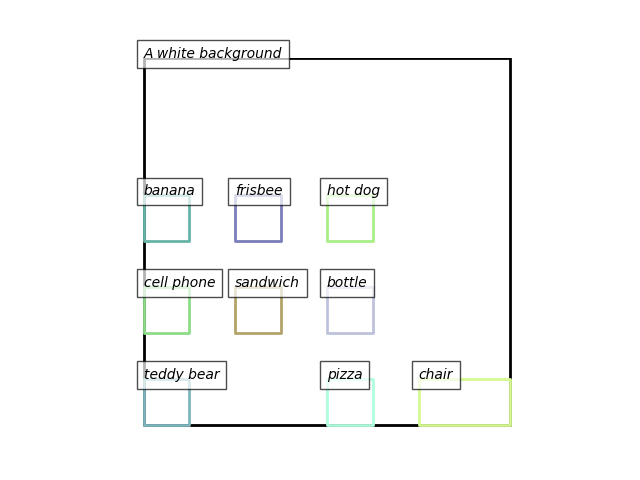 A white background
banana
frisbee
hot dog
cell phone
sandwich
bottle
teddy bear
pizza
chair